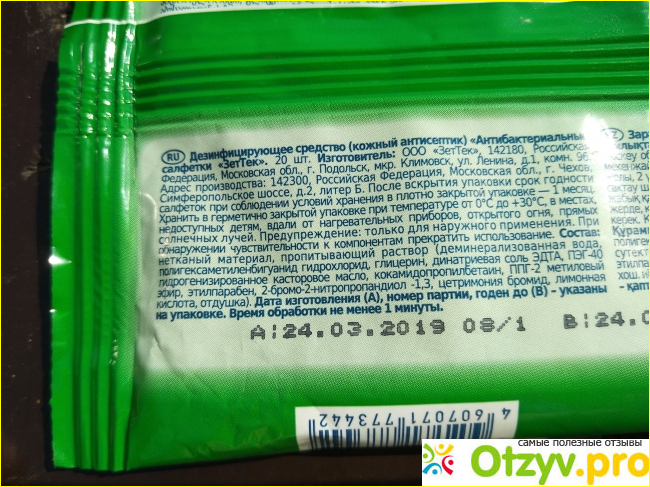 RU Дезинфицирующее средство (кожный антисептик) «Антибактериальные
салфетки «ЗетТек». 20 шт. Изготовитель: ООО «ЗетТек», 142180, Российская
Федерация, Московская обл., г. Подольск, мкр. Климовск, ул. Ленина, д.1, комн. 96.
Адрес производства: 142300, Российская Федерация, Московская обл., г. Чехов,
Симферопольское шоссе, д.2, литер Б. После вскрытия упаковки срок годности
салфеток при соблюдении условий хранения в плотно закрытой упаковке — 1 месяц.
Хранить в герметично закрытой упаковке при температуре от 0°С до +30°С, в местах,
недоступных детям, вдали от нагревательных приборов, открытого огня, прямых
солнечных лучей. Предупреждение: только для наружного применения. При
обнаружении чувствительности к компонентам прекратить использование. Состав:
нетканый материал, пропитывающий раствор (деминерализованная вода,
полигексаметиленбигуанид гидрохлорид, глицерин, динатриевая соль ЭДТА, ПЭГ-40
гидрогенизированное касторовое масло, кокамидопропилбетаин, ППГ-2 метиловый
эфир, этилпарабен, 2-бромо-2-нитропропандиол -1,3, цетримония бромид, лимонная
кислота, отдушка). Дата изготовления (А), номер партии, годен до (В) - указаны
на упаковке. Время обработки не менее 1 минуты.
A:24.03.2019 08/1 B:24.0
4 607071 773442
самые полезные отзывы
Otzyv.pro